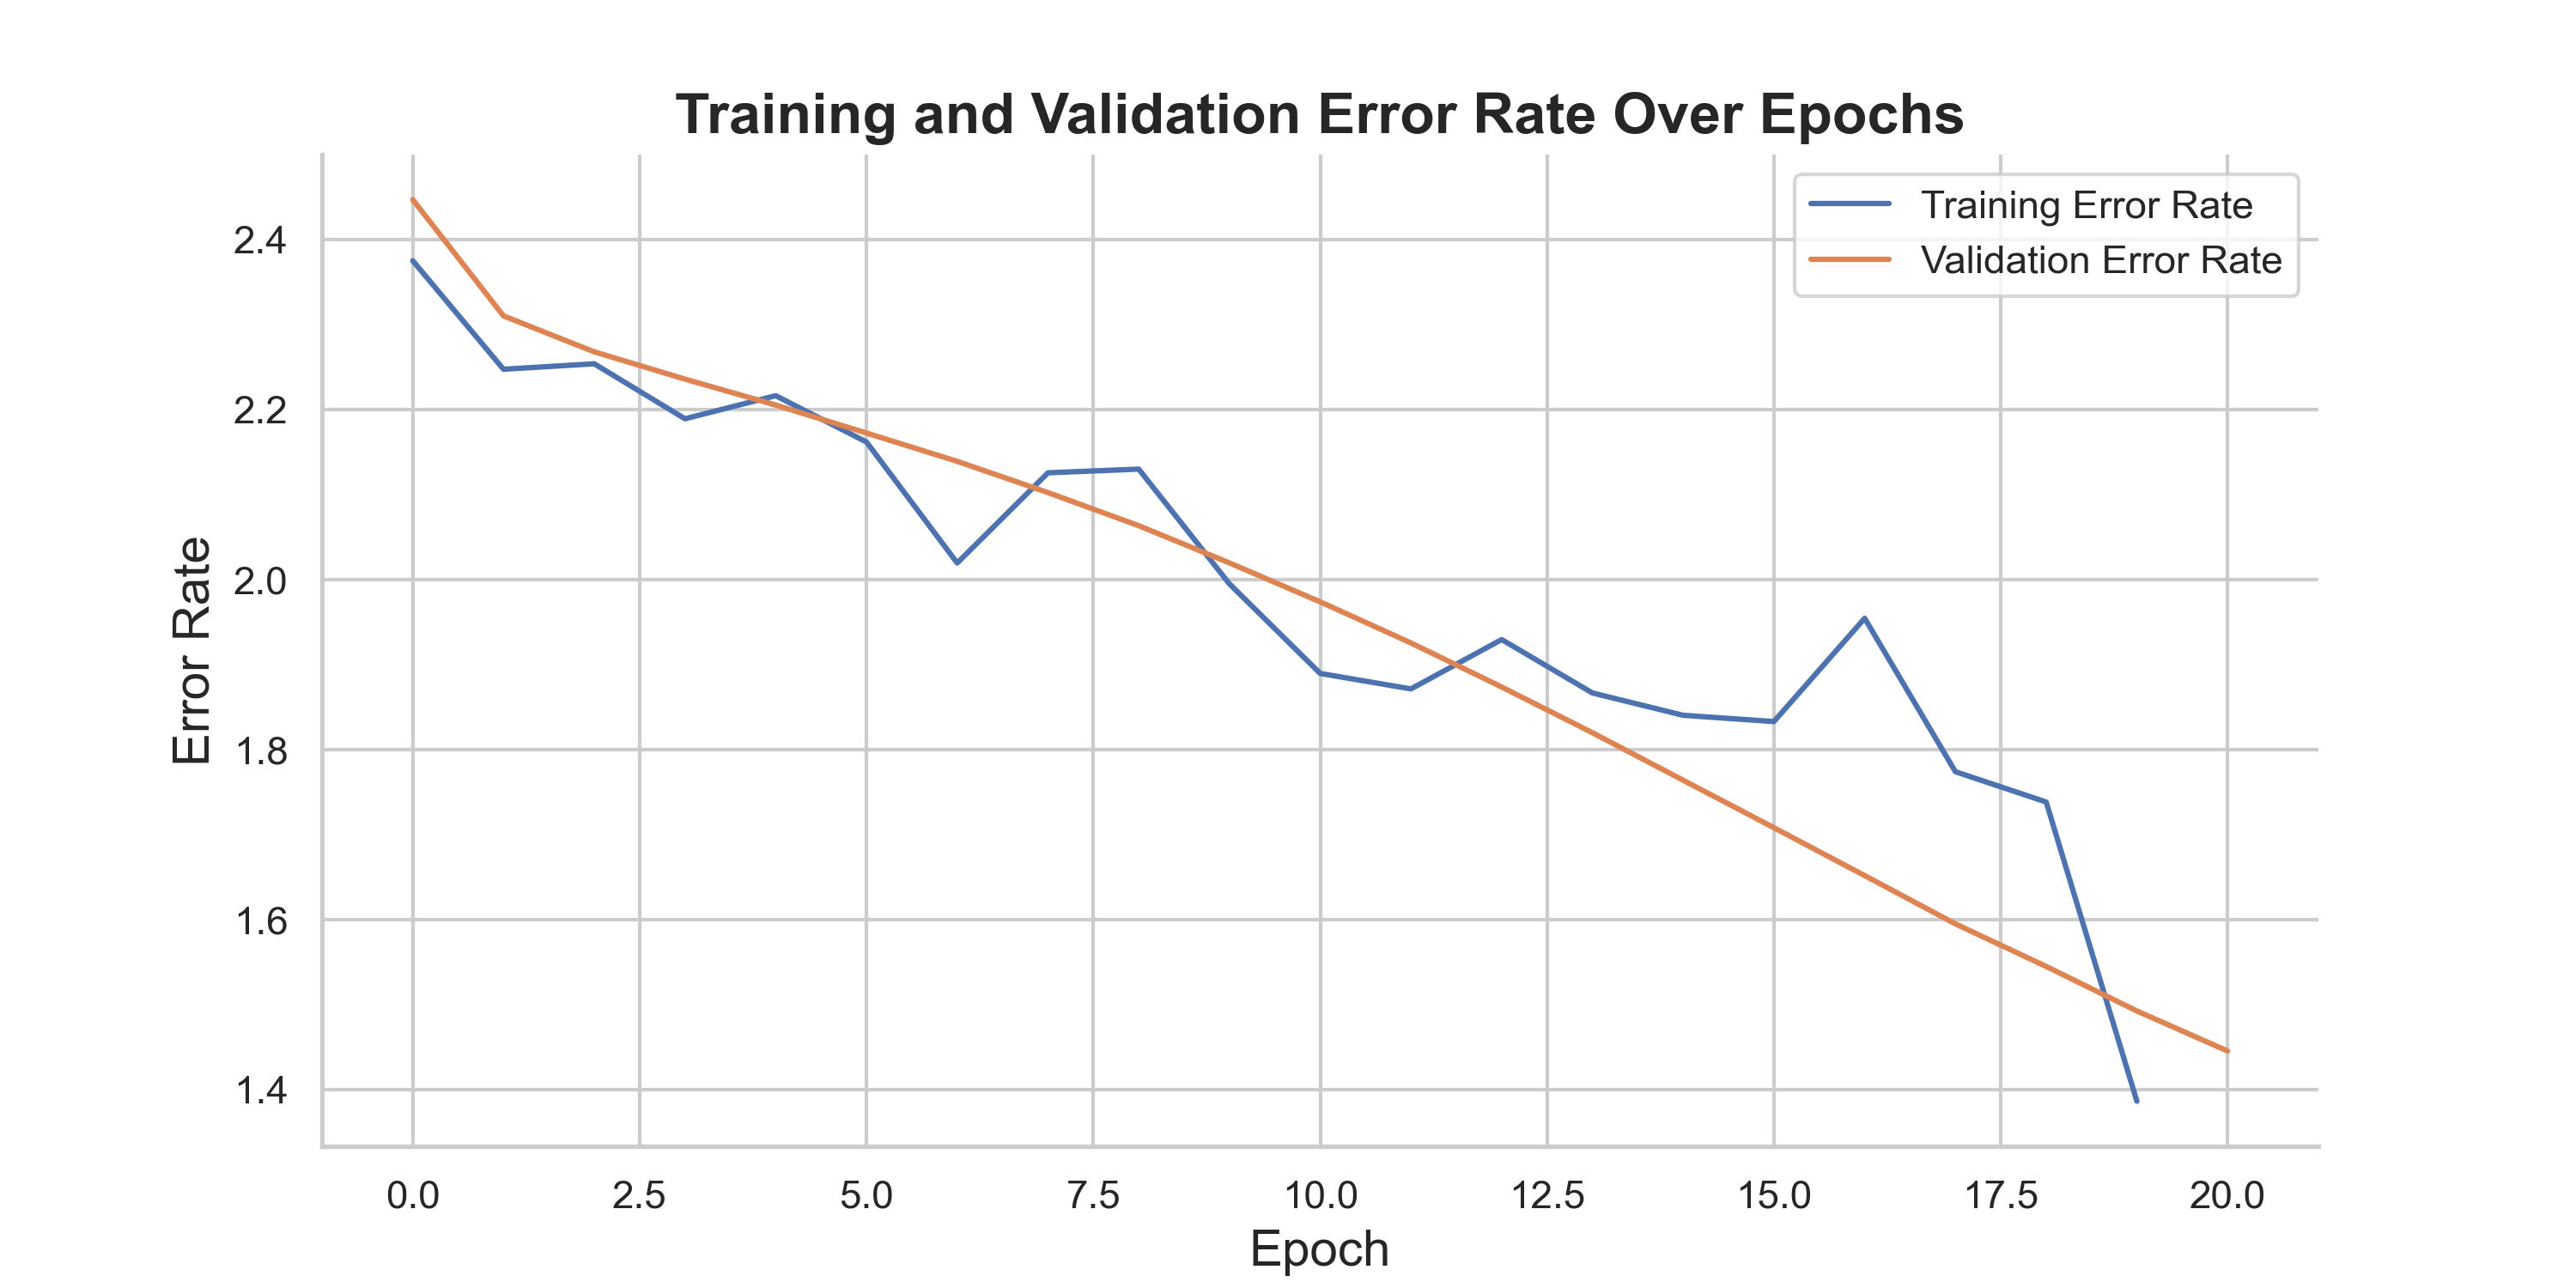 Training and Validation Error Rate Over Epochs
Training Error Rate
Validation Error Rate
2.4
2.2
2.0
1.8
1.6
1.4
Error Rate
0.0 2.5 5.0 7.5 10.0 12.5 15.0 17.5 20.0
Epoch